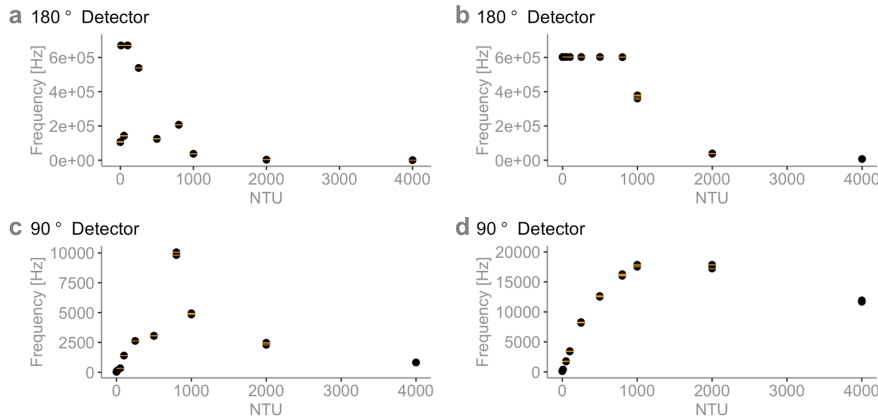 a 180 ° Detector
Frequency [Hz]
6e+05
4e+05
2e+05
0e+00
0 1000 2000 3000 4000
NTU
b 180 ° Detector
Frequency [Hz]
6e+05
4e+05
2e+05
0e+00
0 1000 2000 3000 4000
NTU
c 90 ° Detector
Frequency [Hz]
10000
7500
5000
2500
0
0 1000 2000 3000 4000
NTU
d 90 ° Detector
Frequency [Hz]
20000
15000
10000
5000
0
0 1000 2000 3000 4000
NTU